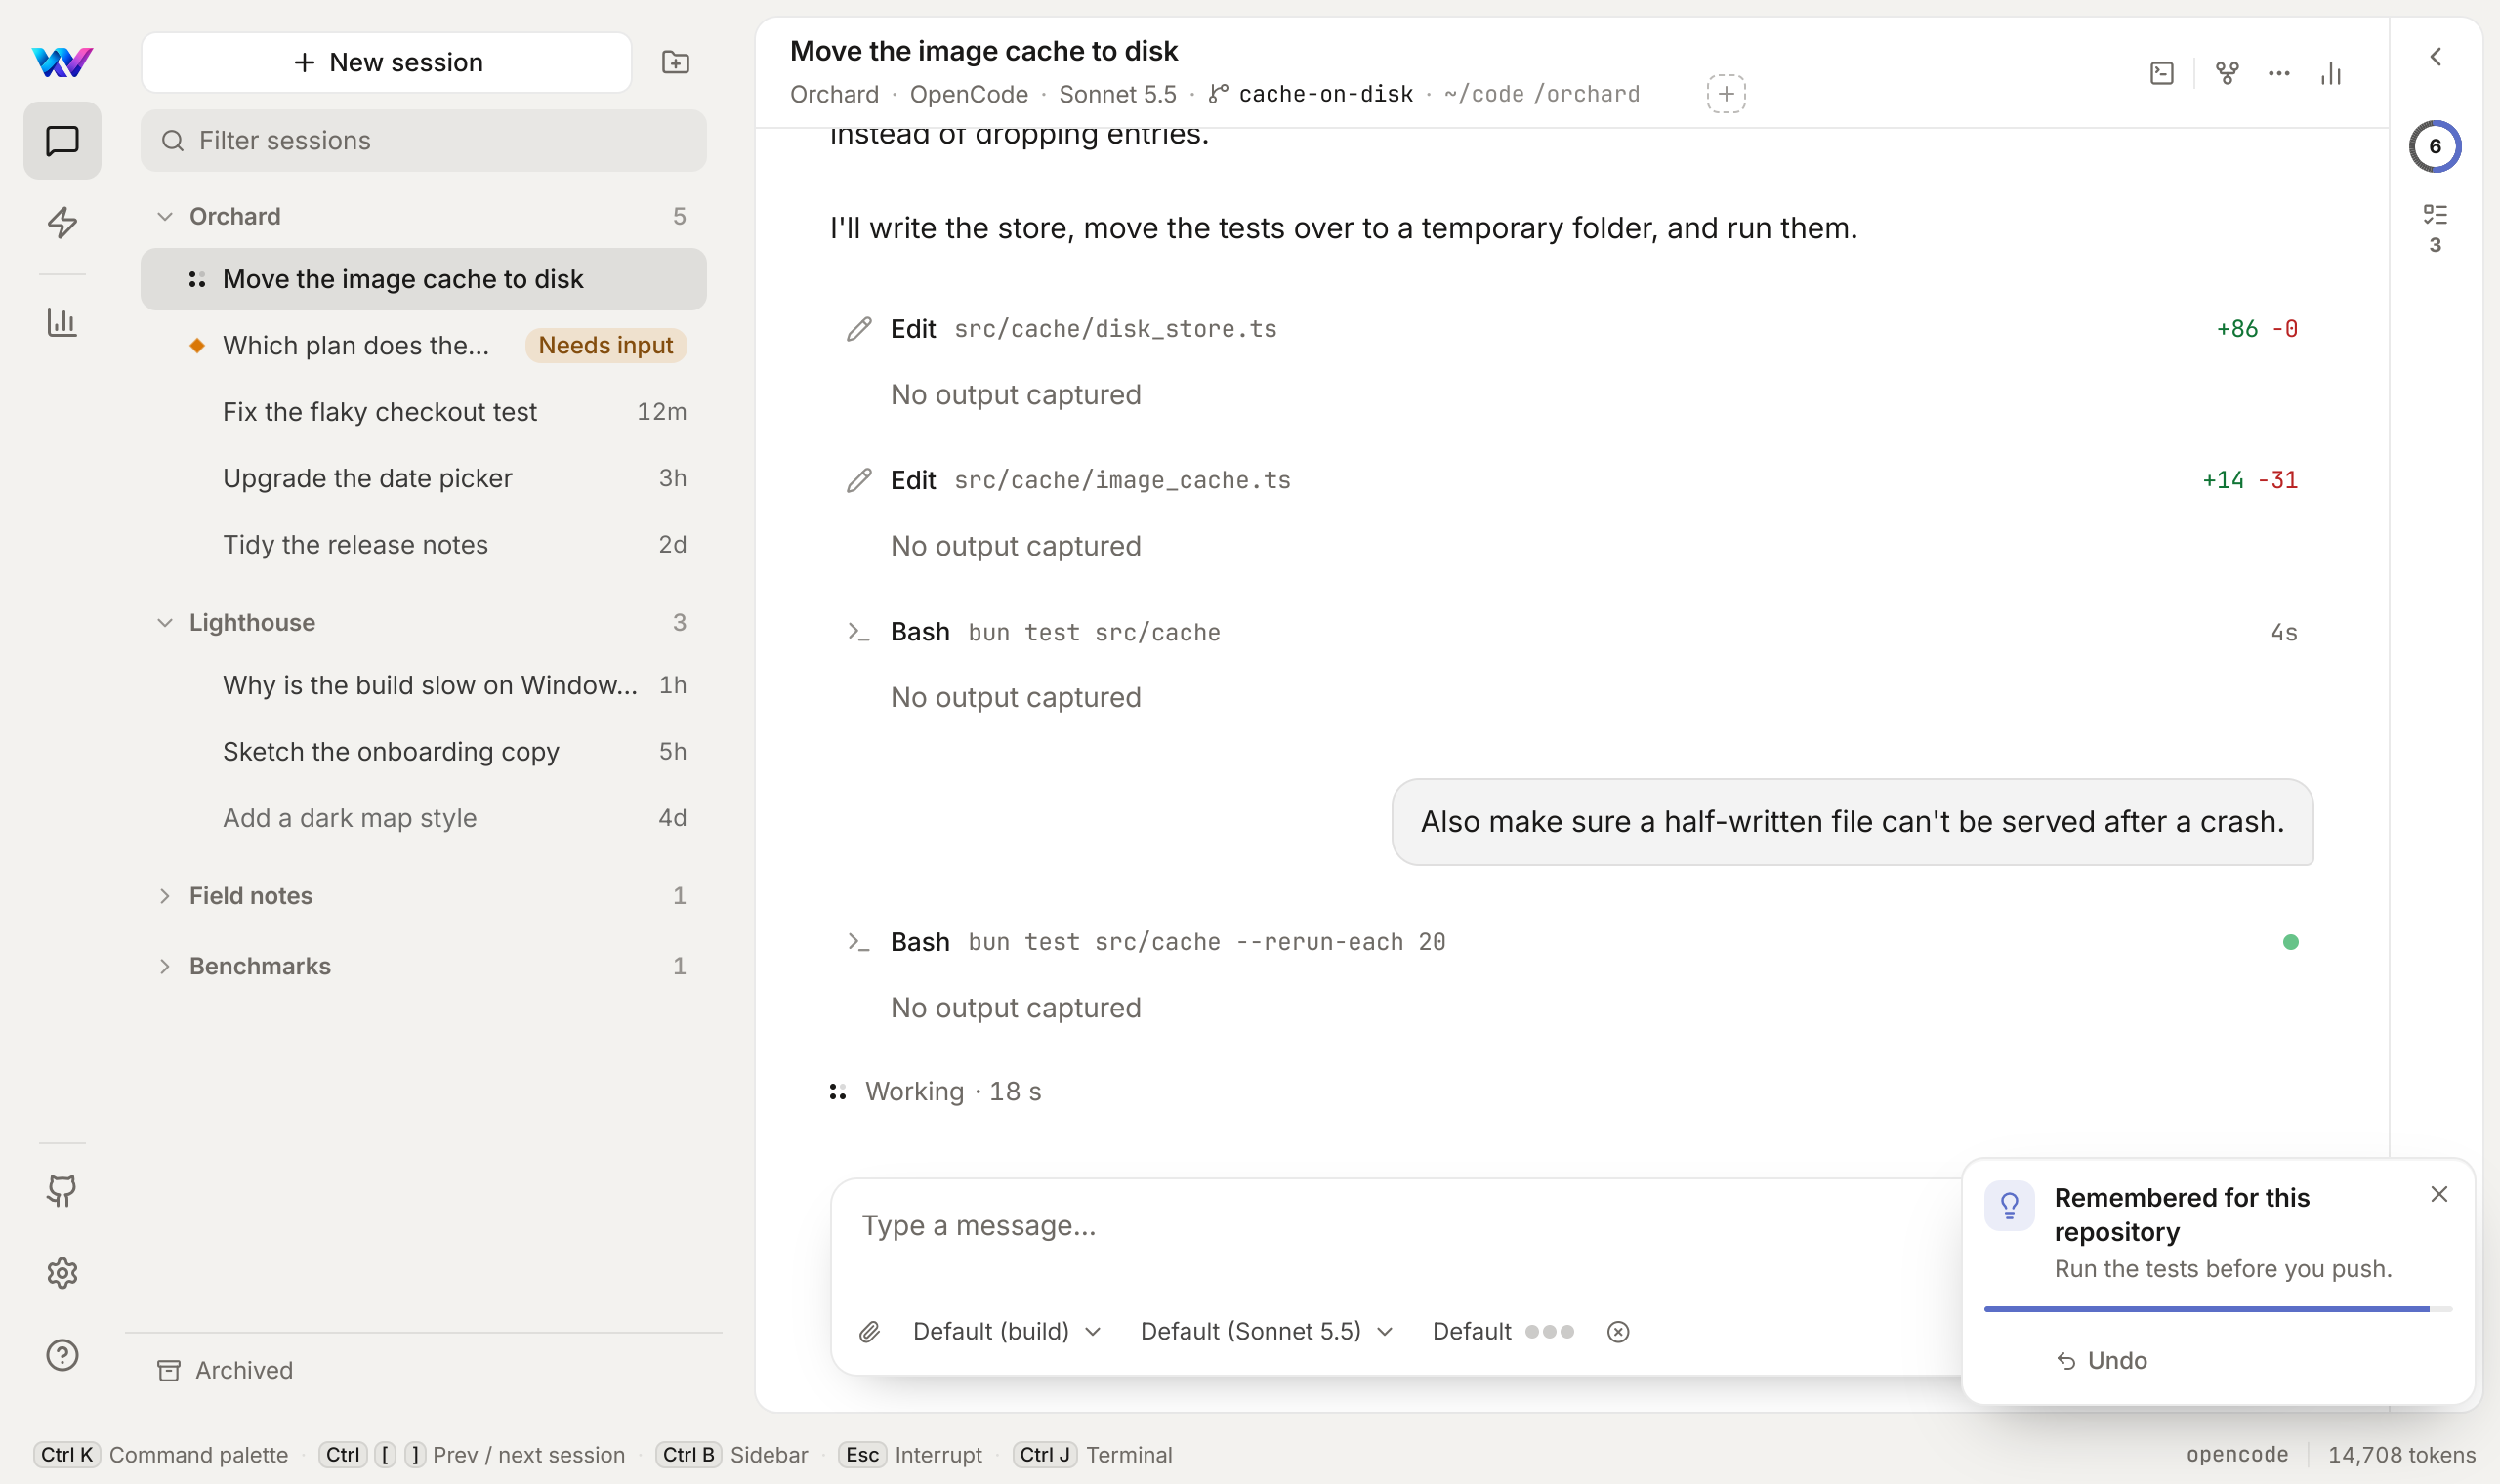 New session
Filter sessions
Orchard 5
Move the image cache to disk
Which plan does the... Needs input
Fix the flaky checkout test 12m
Upgrade the date picker 3h
Tidy the release notes 2d
Lighthouse 3
Why is the build slow on Window... 1h
Sketch the onboarding copy 5h
Add a dark map style 4d
Field notes 1
Benchmarks 1
Archived
Move the image cache to disk
Orchard · OpenCode · Sonnet 5.5 · cache-on-disk · ~/code /orchard
instead of dropping entries.
I'll write the store, move the tests over to a temporary folder, and run them.
Edit src/cache/disk_store.ts +86 -0
No output captured
Edit src/cache/image_cache.ts +14 -31
No output captured
Bash bun test src/cache 4s
No output captured
Also make sure a half-written file can't be served after a crash.
Bash bun test src/cache --rerun-each 20
No output captured
Working · 18 s
Type a message...
Default (build) Default (Sonnet 5.5) Default
6
3
Remembered for this
repository
Run the tests before you push.
Undo
Ctrl K Command palette · Ctrl [ ] Prev / next session · Ctrl B Sidebar · Esc Interrupt · Ctrl J Terminal
opencode 14,708 tokens